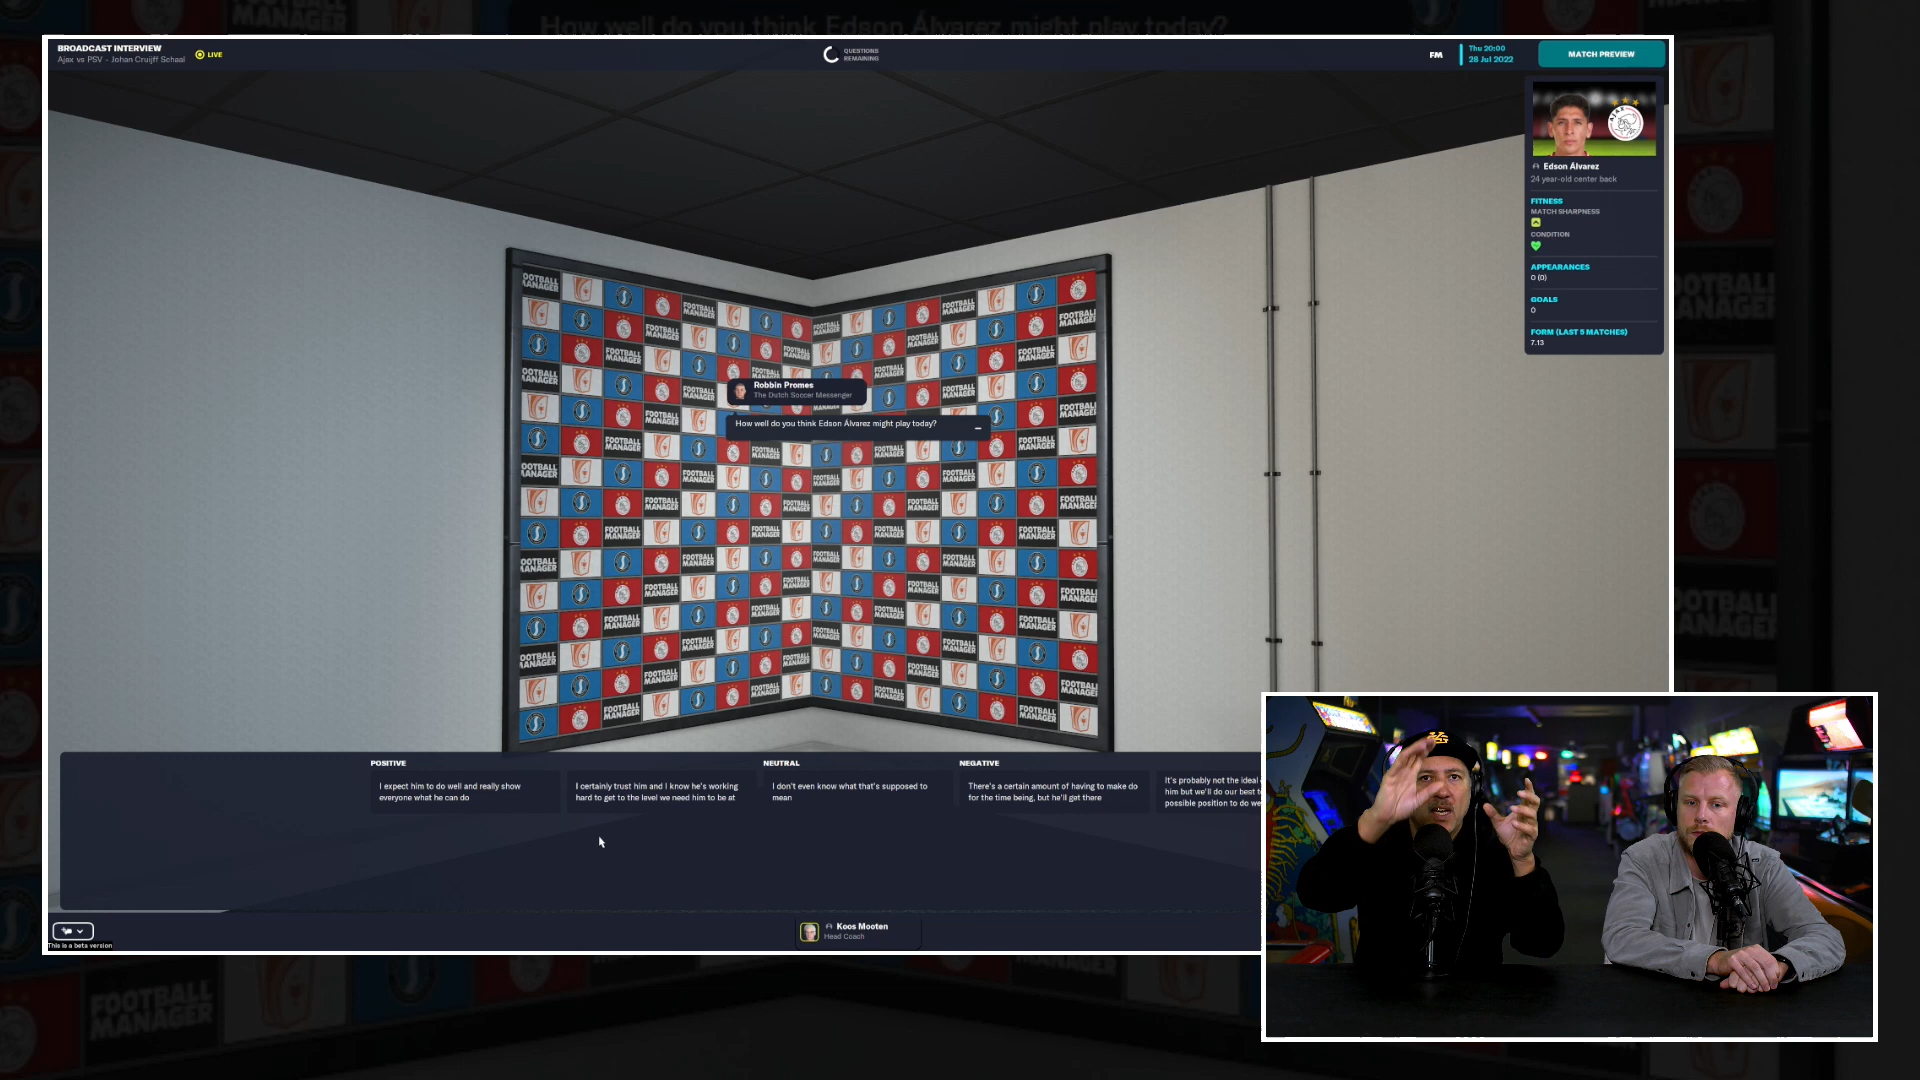 How well do you think Edson Álvarez might play today?
BROADCAST INTERVIEW
Ajax vs PSV - Johan Cruijff Schaal
LIVE
QUESTIONS
REMAINING
FM
Thu 20:00
28 Jul 2022
MATCH PREVIEW
Edson Álvarez
24 year-old center back
FITNESS
MATCH SHARPNESS
CONDITION
APPEARANCES
0 (0)
GOALS
0
FORM (LAST 5 MATCHES)
7.13
FOOTBALL
MANAGER
Robbin Promes
The Dutch Soccer Messenger
How well do you think Edson Álvarez might play today?
POSITIVE
I expect him to do well and really show
everyone what he can do
I certainly trust him and I know he's working
hard to get to the level we need him to be at
NEUTRAL
I don't even know what that's supposed to
mean
NEGATIVE
There's a certain amount of having to make do
for the time being, but he'll get there
It's probably not the ideal
him but we'll do our best t
possible position to do we
Koos Mooten
Head Coach
This is a beta version
FOOTBALL
MANAGER